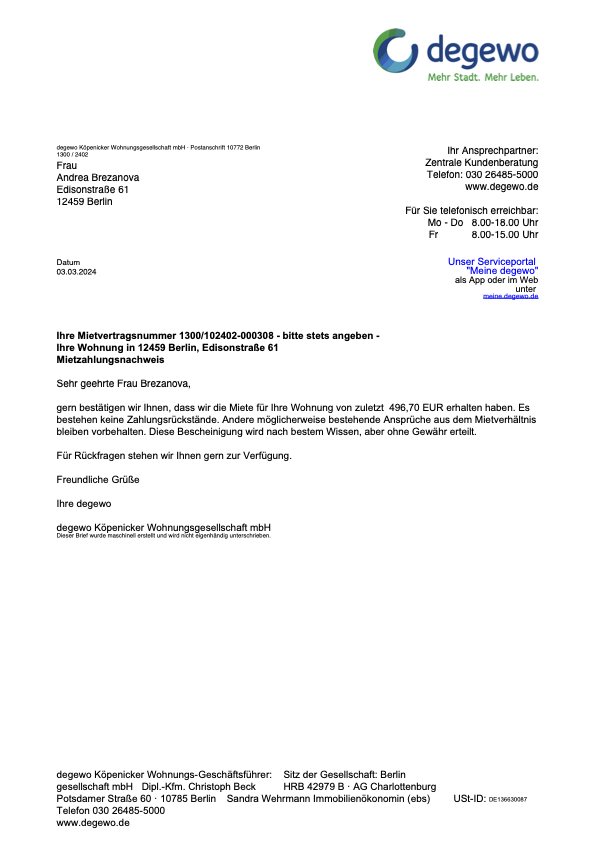 degewo
Mehr Stadt. Mehr Leben.
degewo Köpenicker Wohnungsgesellschaft mbH · Postanschrift 10772 Berlin
1300 / 2402
Frau
Andrea Brezanova
Edisonstraße 61
12459 Berlin
Ihr Ansprechpartner:
Zentrale Kundenberatung
Telefon: 030 26485-5000
www.degewo.de
Für Sie telefonisch erreichbar:
Mo - Do 8.00-18.00 Uhr
Fr 8.00-15.00 Uhr
Datum
03.03.2024
Unser Serviceportal
"Meine degewo"
als App oder im Web
unter
meine.degewo.de
Ihre Mietvertragsnummer 1300/102402-000308 - bitte stets angeben -
Ihre Wohnung in 12459 Berlin, Edisonstraße 61
Mietzahlungsnachweis
Sehr geehrte Frau Brezanova,
gern bestätigen wir Ihnen, dass wir die Miete für Ihre Wohnung von zuletzt 496,70 EUR erhalten haben. Es
bestehen keine Zahlungsrückstände. Andere möglicherweise bestehende Ansprüche aus dem Mietverhältnis
bleiben vorbehalten. Diese Bescheinigung wird nach bestem Wissen, aber ohne Gewähr erteilt.
Für Rückfragen stehen wir Ihnen gern zur Verfügung.
Freundliche Grüße
Ihre degewo
degewo Köpenicker Wohnungsgesellschaft mbH
Dieser Brief wurde maschinell erstellt und wird nicht eigenhändig unterschrieben.
degewo Köpenicker Wohnungs-Geschäftsführer: Sitz der Gesellschaft: Berlin
gesellschaft mbH Dipl.-Kfm. Christoph Beck HRB 42979 B · AG Charlottenburg
Potsdamer Straße 60 · 10785 Berlin Sandra Wehrmann Immobilienökonomin (ebs) USt-ID: DE136630087
Telefon 030 26485-5000
www.degewo.de